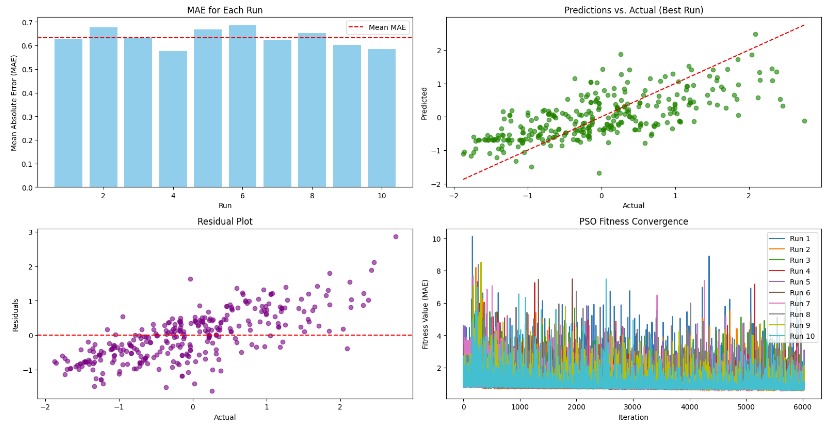 MAE for Each Run
Mean Absolute Error (MAE)
0.7
0.6
0.5
0.4
0.3
0.2
0.1
0.0
Mean MAE
2
4
6
8
10
Run
Predictions vs. Actual (Best Run)
Predicted
2
1
0
−1
−2
−2
−1
0
1
2
Actual
Residual Plot
Residuals
3
2
1
0
−1
−2
−1
0
1
2
Actual
PSO Fitness Convergence
Fitness Value (MAE)
10
8
6
4
2
Run 1
Run 2
Run 3
Run 4
Run 5
Run 6
Run 7
Run 8
Run 9
Run 10
0
1000
2000
3000
4000
5000
6000
Iteration